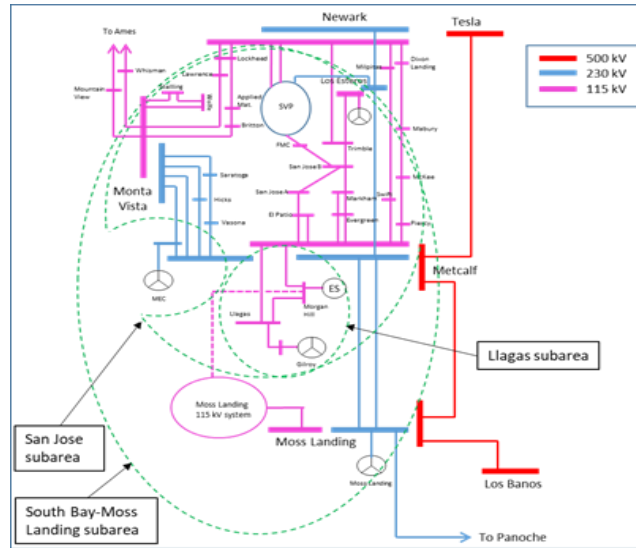 Newark
Tesla
To Ames
Lockhead
Dixon
Landing
Milpitas
500 kV
230 kV
115 kV
Whisman
Lawrence
Mountain
View
Stelling
Wolfe
Applied
Mat.
Los Esteros
SVP
Britton
Mabury
FMC
Trimble
San Jose B
McKee
Monta
Vista
Saratoga
Hicks
Vasona
San Jose A
Markham
Swift
El Patio
Evergreen
Piercy
Metcalf
MEC
ES
Morgan
Hill
Llagas
Gilroy
Llagas subarea
Moss Landing
115 kV system
San Jose
subarea
Moss Landing
Moss Landing
Los Banos
South Bay-Moss
Landing subarea
To Panoche